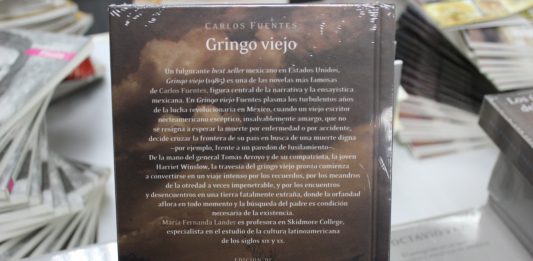 CARLOS FUENTES
Gringo viejo
Un fulgurante best seller mexicano en Estados Unidos,
Gringo viejo (1985) es una de las novelas más famosas
de Carlos Fuentes, figura central de la narrativa y la ensayística
mexicana. En Gringo viejo Fuentes plasma los turbulentos años
de la lucha revolucionaria en México, cuando un viejo escritor
norteamericano escéptico, insalvablemente amargo, que no
se resigna a esperar la muerte por enfermedad o por accidente,
decide cruzar la frontera de su país en busca de una muerte digna
–por ejemplo, frente a un paredón de fusilamiento–.
De la mano del general Tomás Arroyo y de su compatriota, la joven
Harriet Winslow, la travesía del gringo viejo pronto comienza
a convertirse en un viaje intenso por los recuerdos, por los meandros
de la otredad a veces impenetrable, y por los encuentros
y desencuentros en una tierra fatalmente extraña, donde la orfandad
aflora en todo momento y la búsqueda del padre es condición
necesaria de la existencia.
María Fernanda Lander es profesora en Skidmore College,
especialista en el estudio de la cultura latinoamericana
de los siglos XIX y XX.
EDICIÓN DE
Los